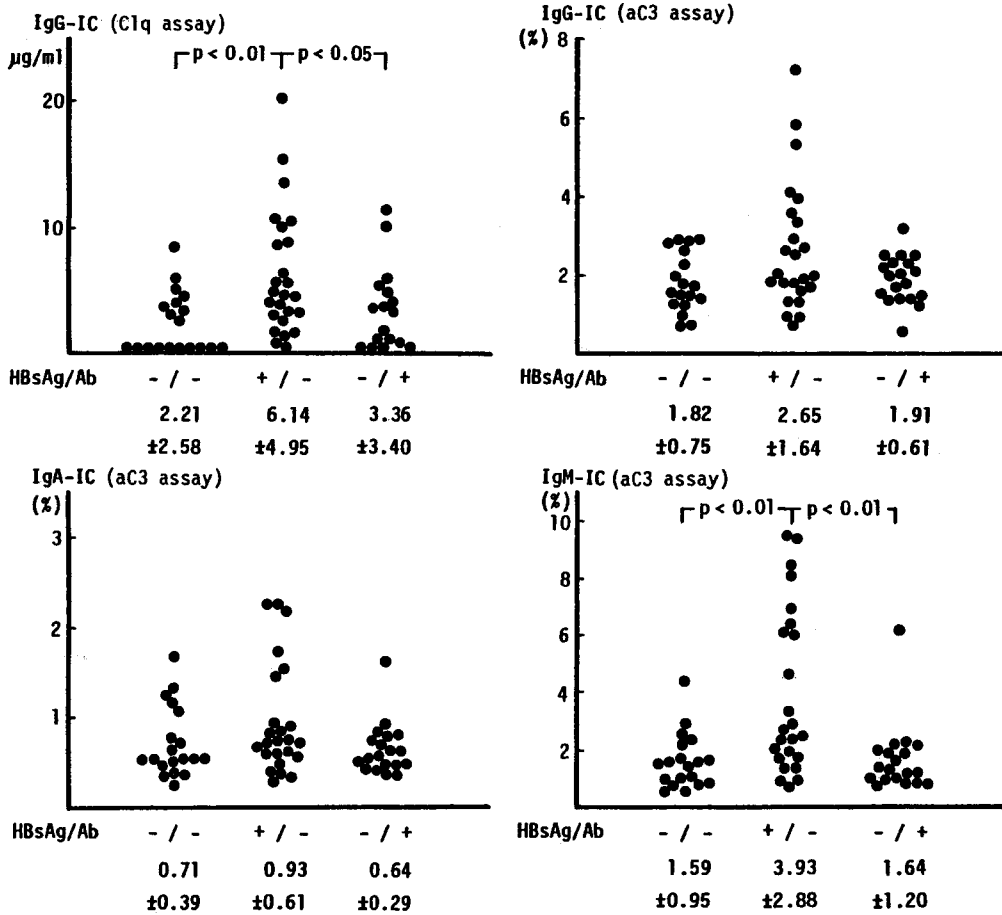 IgG-IC (C1q assay)
µg/ml
p < 0.01 p < 0.05
20
10
HBsAg/Ab - / - + / - - / +
2.21 6.14 3.36
±2.58 ±4.95 ±3.40
IgG-IC (aC3 assay)
(%)
8
6
4
2
HBsAg/Ab - / - + / - - / +
1.82 2.65 1.91
±0.75 ±1.64 ±0.61
IgA-IC (aC3 assay)
(%)
3
2
1
HBsAg/Ab - / - + / - - / +
0.71 0.93 0.64
±0.39 ±0.61 ±0.29
IgM-IC (aC3 assay)
(%)
p < 0.01 p < 0.01
10
8
6
4
2
HBsAg/Ab - / - + / - - / +
1.59 3.93 1.64
±0.95 ±2.88 ±1.20